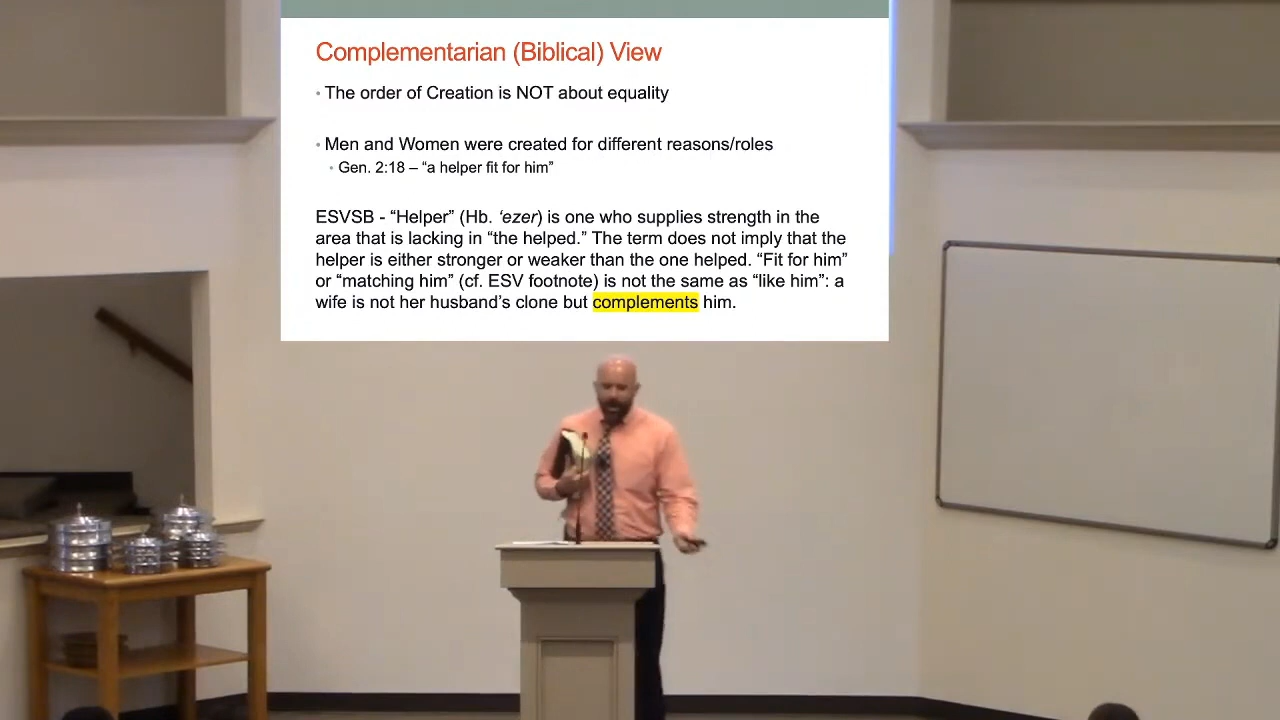 Complementarian (Biblical) View
• The order of Creation is NOT about equality
• Men and Women were created for different reasons/roles
• Gen. 2:18 – “a helper fit for him”
ESVSB - “Helper” (Hb. ‘ezer) is one who supplies strength in the
area that is lacking in “the helped.” The term does not imply that the
helper is either stronger or weaker than the one helped. “Fit for him”
or “matching him” (cf. ESV footnote) is not the same as “like him”: a
wife is not her husband’s clone but complements him.